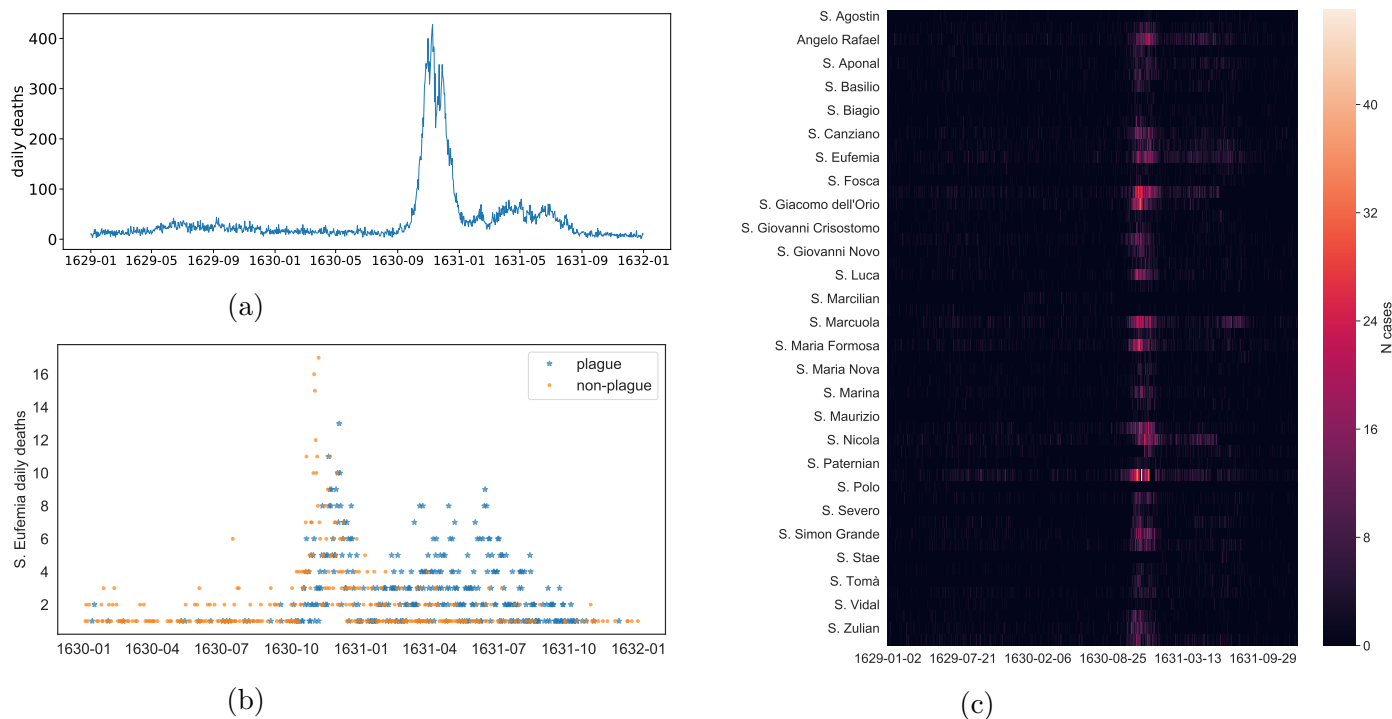 daily deaths
400
300
200
100
0
1629-01 1629-05 1629-09 1630-01 1630-05 1630-09 1631-01 1631-05 1631-09 1632-01
(a)
S. Eufemia daily deaths
16
14
12
10
8
6
4
2
plague
non-plague
1630-01 1630-04 1630-07 1630-10 1631-01 1631-04 1631-07 1631-10 1632-01
(b)
S. Agostin
Angelo Rafael
S. Aponal
S. Basilio
S. Biagio
S. Canziano
S. Eufemia
S. Fosca
S. Giacomo dell'Orio
S. Giovanni Crisostomo
S. Giovanni Novo
S. Luca
S. Marcilian
S. Marcuola
S. Maria Formosa
S. Maria Nova
S. Marina
S. Maurizio
S. Nicola
S. Paternian
S. Polo
S. Severo
S. Simon Grande
S. Stae
S. Tomà
S. Vidal
S. Zulian
1629-01-02 1629-07-21 1630-02-06 1630-08-25 1631-03-13 1631-09-29
40
32
24
16
8
0
N cases
(c)